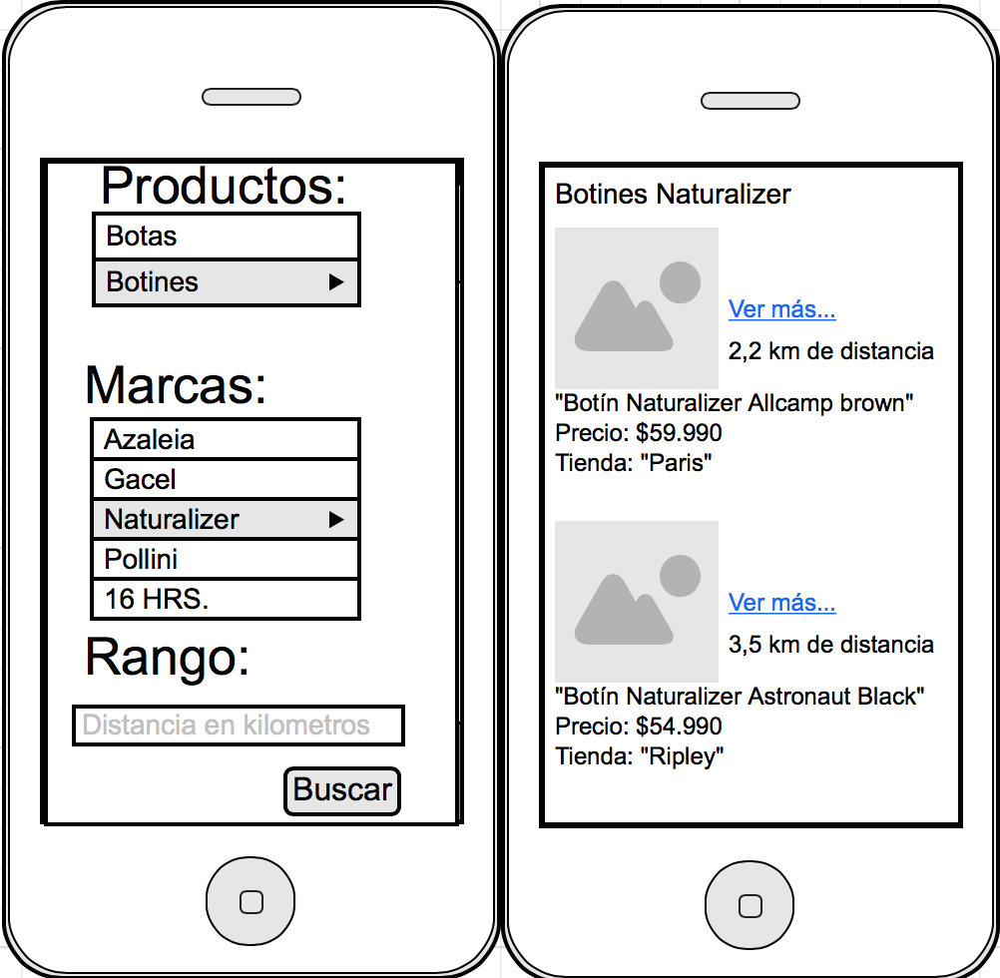 Productos:
Botas
Botines
Marcas:
Azaleia
Gacel
Naturalizer
Pollini
16 HRS.
Rango:
Distancia en kilometros
Buscar
Botines Naturalizer
Ver más...
2,2 km de distancia
"Botín Naturalizer Allcamp brown"
Precio: $59.990
Tienda: "Paris"
Ver más...
3,5 km de distancia
"Botín Naturalizer Astronaut Black"
Precio: $54.990
Tienda: "Ripley"